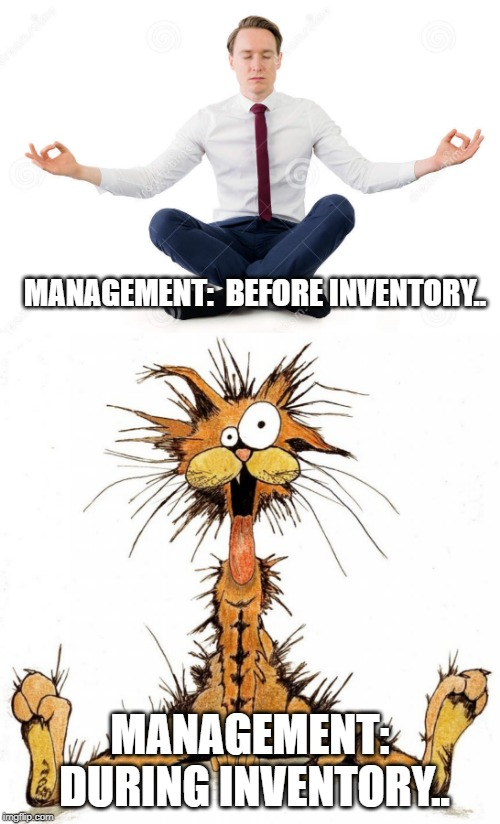 MANAGEMENT:  BEFORE INVENTORY..
MANAGEMENT:
DURING INVENTORY..
imgflip.com